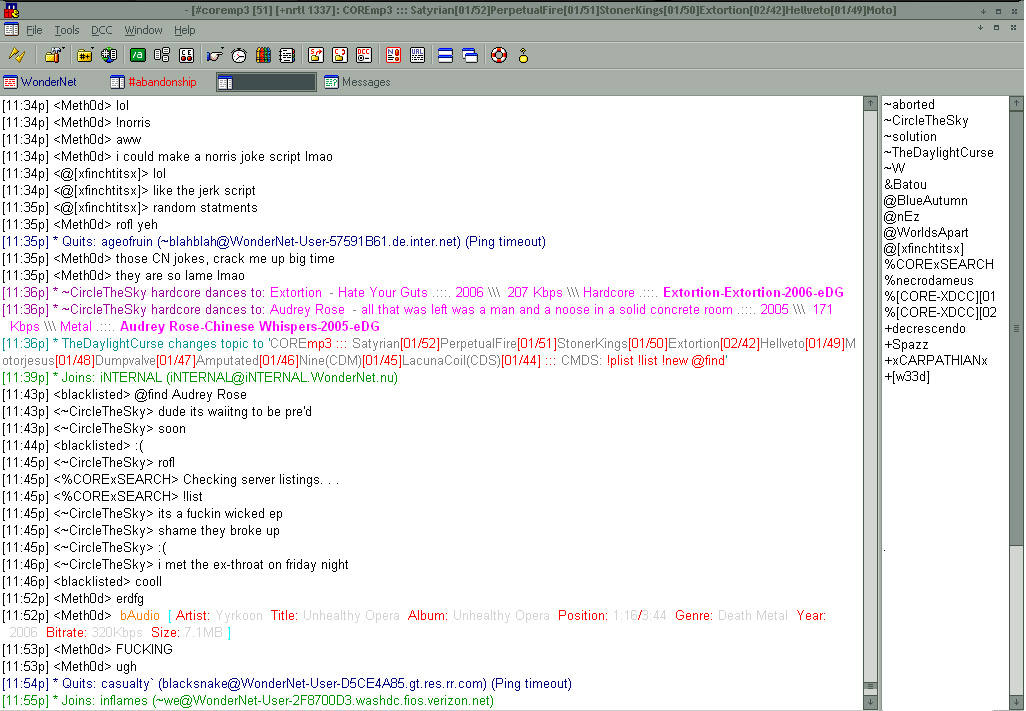 - [#coremp3 [51] [+nrtl 1337]: COREmp3 ::: Satyrian[01/52]PerpetualFire[01/51]StonerKings[01/50]Extortion[02/42]Hellveto[01/49]Moto]
File Tools DCC Window Help
WonderNet #abandonship Messages
[11:34p] <Meth0d> lol
[11:34p] <Meth0d> !norris
[11:34p] <Meth0d> aww
[11:34p] <Meth0d> i could make a norris joke script lmao
[11:34p] <@[xfinchtitsx]> lol
[11:34p] <@[xfinchtitsx]> like the jerk script
[11:35p] <@[xfinchtitsx]> random statments
[11:35p] <Meth0d> rofl yeh
[11:35p] * Quits: ageofruin (~blahblah@WonderNet-User-57591B61.de.inter.net) (Ping timeout)
[11:35p] <Meth0d> those CN jokes, crack me up big time
[11:35p] <Meth0d> they are so lame lmao
[11:36p] * ~CircleTheSky hardcore dances to: Extortion - Hate Your Guts .::::. 2006 \\\ 207 Kbps \\\ Hardcore .::::. Extortion-Extortion-2006-eDG
[11:36p] * ~CircleTheSky hardcore dances to: Audrey Rose - all that was left was a man and a noose in a solid concrete room .::::. 2005 \\\ 171
Kbps \\\ Metal .::::. Audrey Rose-Chinese Whispers-2005-eDG
[11:36p] * TheDaylightCurse changes topic to 'COREmp3 ::: Satyrian[01/52]PerpetualFire[01/51]StonerKings[01/50]Extortion[02/42]Hellveto[01/49]M
otorjesus[01/48]Dumpvalve[01/47]Amputated[01/46]Nine(CDM)[01/45]LacunaCoil(CDS)[01/44] ::: CMDS: !plist !list !new @find'
[11:39p] * Joins: iNTERNAL (iNTERNAL@iNTERNAL.WonderNet.nu)
[11:43p] <blacklisted> @find Audrey Rose
[11:43p] <~CircleTheSky> dude its waiitng to be pre'd
[11:43p] <~CircleTheSky> soon
[11:44p] <blacklisted> :(
[11:45p] <~CircleTheSky> rofl
[11:45p] <%CORExSEARCH> Checking server listings. . .
[11:45p] <%CORExSEARCH> !list
[11:45p] <~CircleTheSky> its a fuckin wicked ep
[11:45p] <~CircleTheSky> shame they broke up
[11:45p] <~CircleTheSky> :(
[11:46p] <~CircleTheSky> i met the ex-throat on friday night
[11:46p] <blacklisted> cooll
[11:52p] <Meth0d> erdfg
[11:52p] <Meth0d> bAudio [ Artist: Yyrkoon Title: Unhealthy Opera Album: Unhealthy Opera Position: 1:16/3:44 Genre: Death Metal Year:
2006 Bitrate: 320Kbps Size: 7.1MB ]
[11:53p] <Meth0d> FUCKING
[11:53p] <Meth0d> ugh
[11:54p] * Quits: casualty` (blacksnake@WonderNet-User-D5CE4A85.gt.res.rr.com) (Ping timeout)
[11:55p] * Joins: inflames (~we@WonderNet-User-2F8700D3.washdc.fios.verizon.net)
~aborted
~CircleTheSky
~solution
~TheDaylightCurse
~W
&Batou
@BlueAutumn
@nEz
@WorldsApart
@[xfinchtitsx]
%CORExSEARCH
%necrodameus
%[CORE-XDCC][01
%[CORE-XDCC][02
+decrescendo
+Spazz
+xCARPATHIANx
+[w33d]